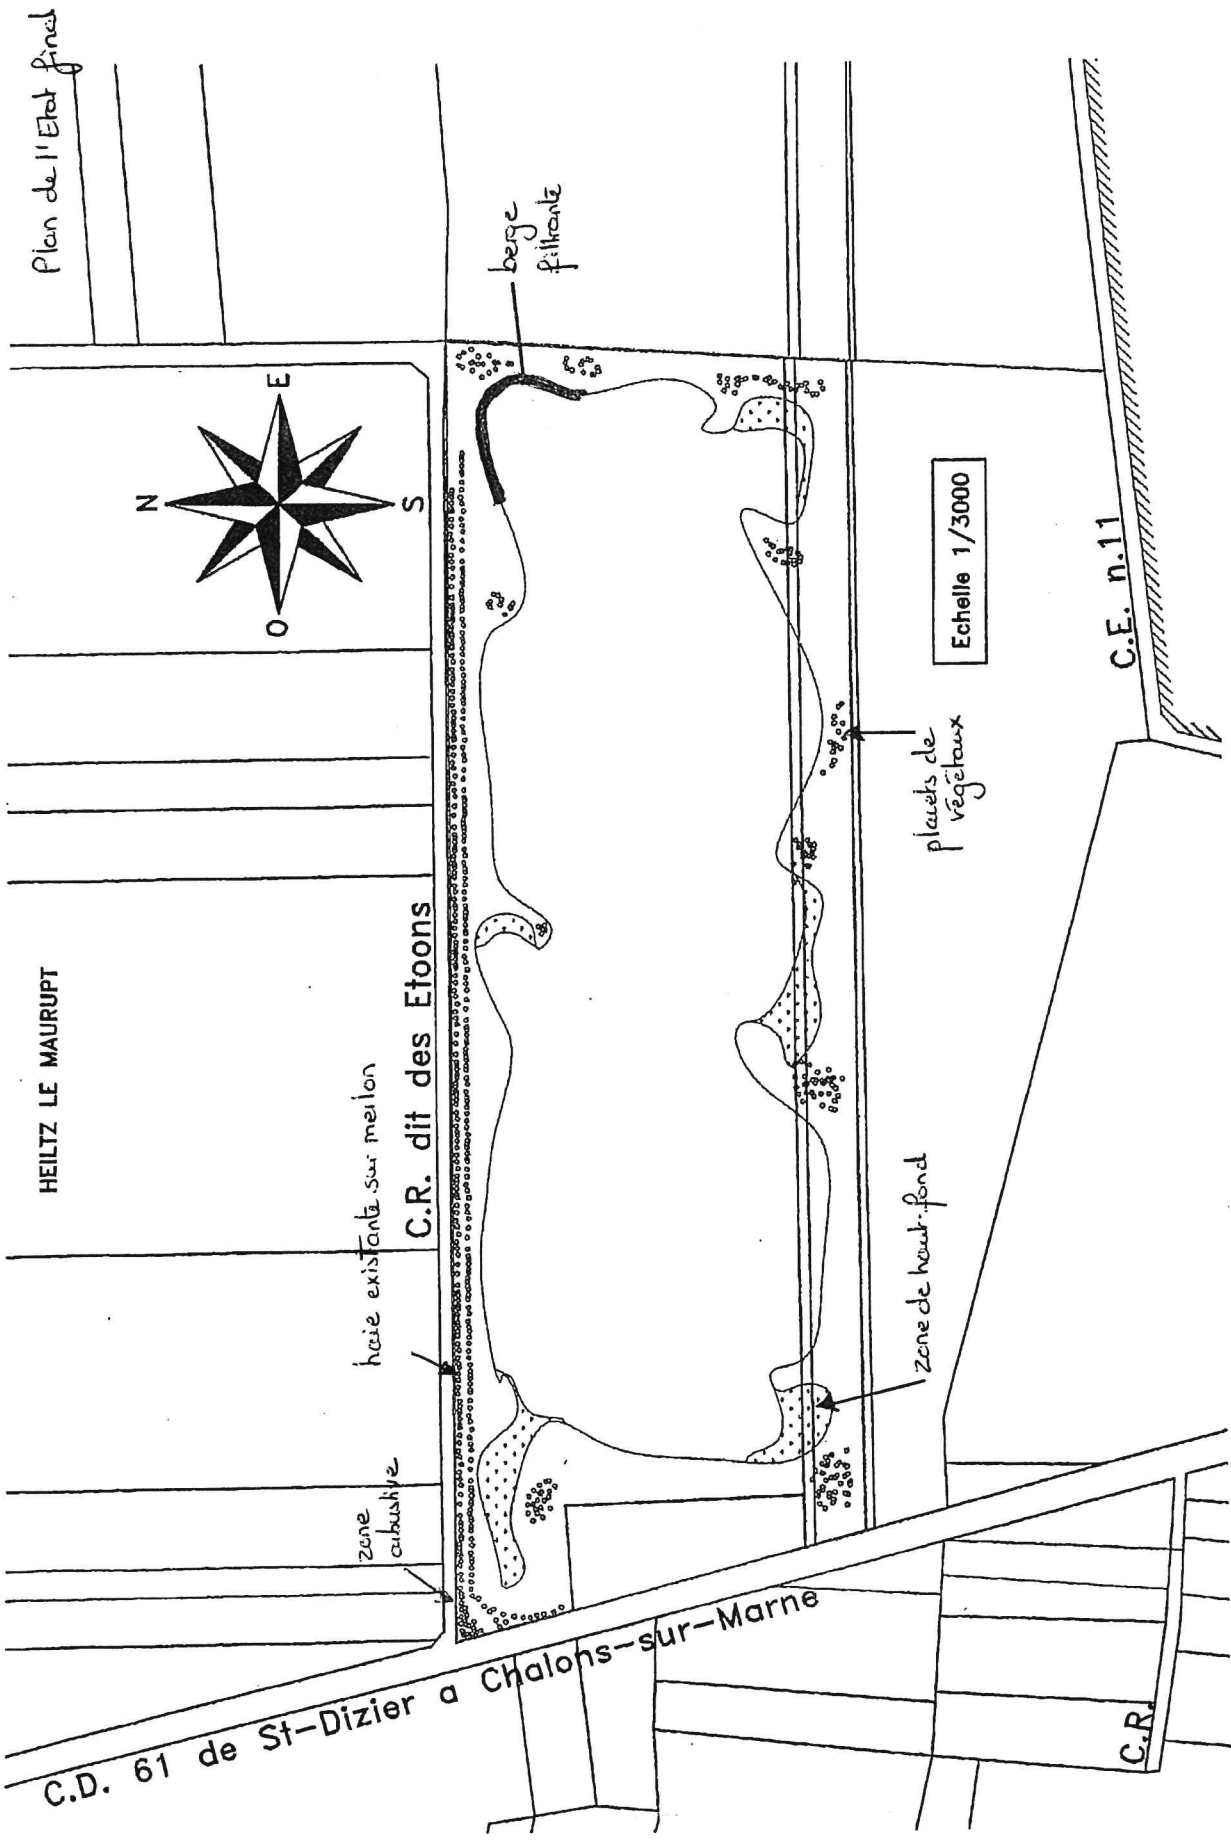 Plan de l'Etat final
HEILTZ LE MAURUPT
N
E
S
O
berge
filtrante
haie existante sur merlon
C.R. dit des Etoons
zone
arbustive
plants de
végétaux
Echelle 1/3000
C.E. n.11
zone de haut-fond
C.D. 61 de St-Dizier a Chalons-sur-Marne
C.R.